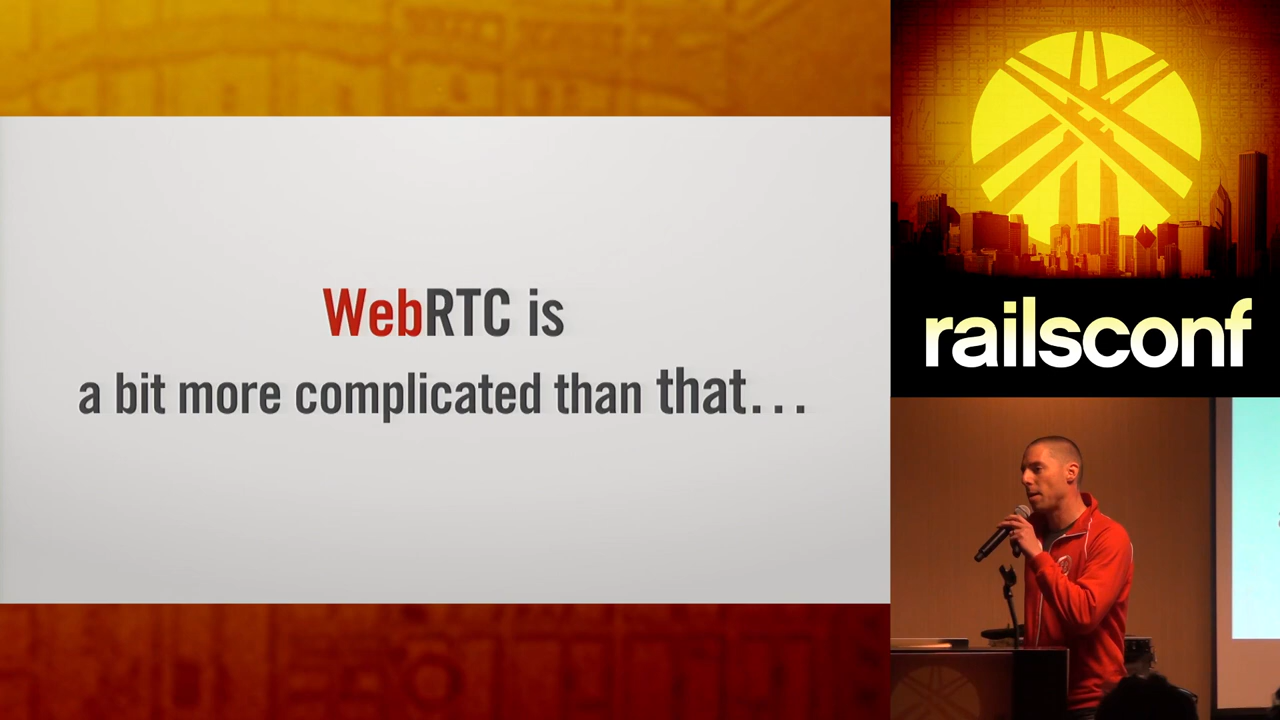 WebRTC is
a bit more complicated than that...
railsconf